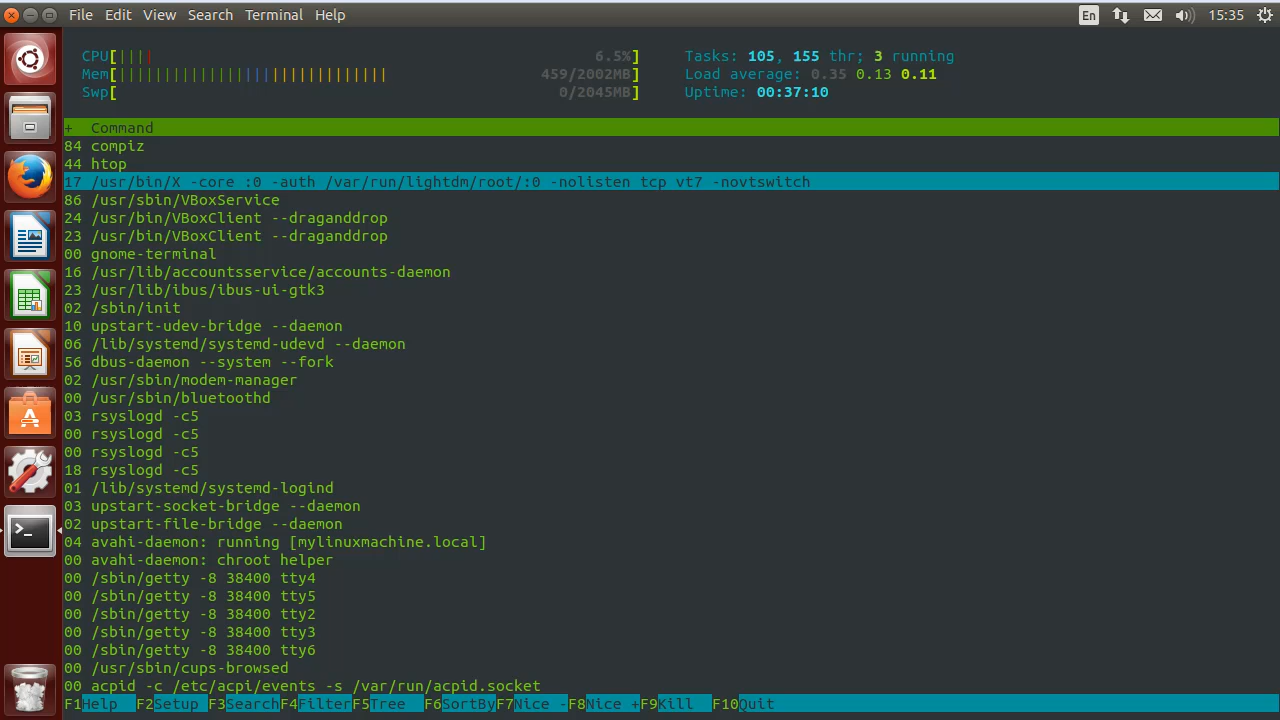 File Edit View Search Terminal Help En 15:35
CPU[|||| 6.5%] Tasks: 105, 155 thr; 3 running
Mem[|||||||||||||||||||||||||||||| 459/2002MB] Load average: 0.35 0.13 0.11
Swp[ 0/2045MB] Uptime: 00:37:10
+ Command
84 compiz
44 htop
17 /usr/bin/X -core :0 -auth /var/run/lightdm/root/:0 -nolisten tcp vt7 -novtswitch
86 /usr/sbin/VBoxService
24 /usr/bin/VBoxClient --draganddrop
23 /usr/bin/VBoxClient --draganddrop
00 gnome-terminal
16 /usr/lib/accountsservice/accounts-daemon
23 /usr/lib/ibus/ibus-ui-gtk3
02 /sbin/init
10 upstart-udev-bridge --daemon
06 /lib/systemd/systemd-udevd --daemon
56 dbus-daemon --system --fork
02 /usr/sbin/modem-manager
00 /usr/sbin/bluetoothd
03 rsyslogd -c5
00 rsyslogd -c5
00 rsyslogd -c5
18 rsyslogd -c5
01 /lib/systemd/systemd-logind
03 upstart-socket-bridge --daemon
02 upstart-file-bridge --daemon
04 avahi-daemon: running [mylinuxmachine.local]
00 avahi-daemon: chroot helper
00 /sbin/getty -8 38400 tty4
00 /sbin/getty -8 38400 tty5
00 /sbin/getty -8 38400 tty2
00 /sbin/getty -8 38400 tty3
00 /sbin/getty -8 38400 tty6
00 /usr/sbin/cups-browsed
00 acpid -c /etc/acpi/events -s /var/run/acpid.socket
F1Help F2Setup F3SearchF4FilterF5Tree F6SortByF7Nice -F8Nice +F9Kill F10Quit